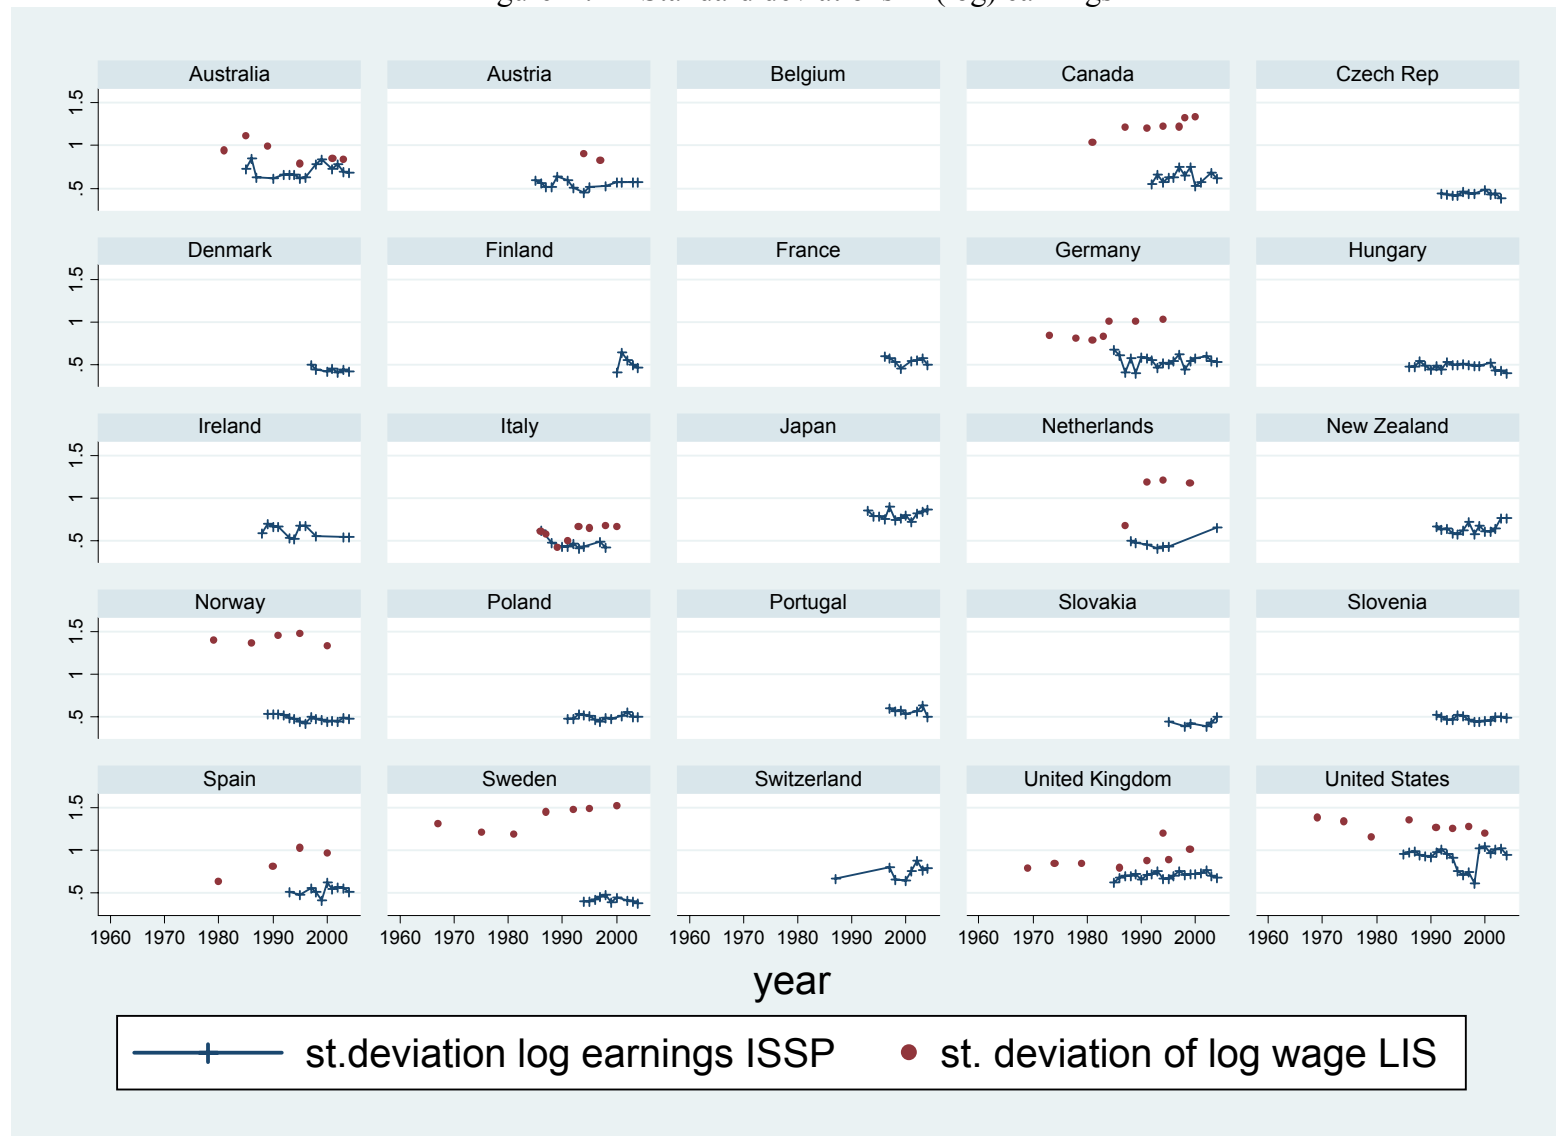 Australia Austria Belgium Canada Czech Rep
.5 1 1.5
Denmark Finland France Germany Hungary
.5 1 1.5
Ireland Italy Japan Netherlands New Zealand
.5 1 1.5
Norway Poland Portugal Slovakia Slovenia
.5 1 1.5
Spain Sweden Switzerland United Kingdom United States
.5 1 1.5
1960 1970 1980 1990 2000 1960 1970 1980 1990 2000 1960 1970 1980 1990 2000 1960 1970 1980 1990 2000 1960 1970 1980 1990 2000
year
st.deviation log earnings ISSP st. deviation of log wage LIS